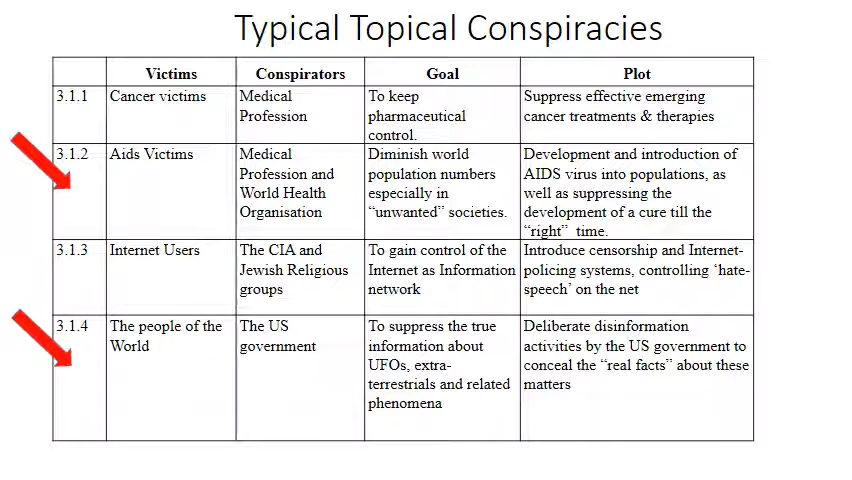 Typical Topical Conspiracies
Victims Conspirators Goal Plot
3.1.1 Cancer victims Medical Profession To keep pharmaceutical control. Suppress effective emerging cancer treatments & therapies
3.1.2 Aids Victims Medical Profession and World Health Organisation Diminish world population numbers especially in “unwanted” societies. Development and introduction of AIDS virus into populations, as well as suppressing the development of a cure till the “right” time.
3.1.3 Internet Users The CIA and Jewish Religious groups To gain control of the Internet as Information network Introduce censorship and Internet-policing systems, controlling ‘hate-speech’ on the net
3.1.4 The people of the World The US government To suppress the true information about UFOs, extra-terrestrials and related phenomena Deliberate disinformation activities by the US government to conceal the “real facts” about these matters